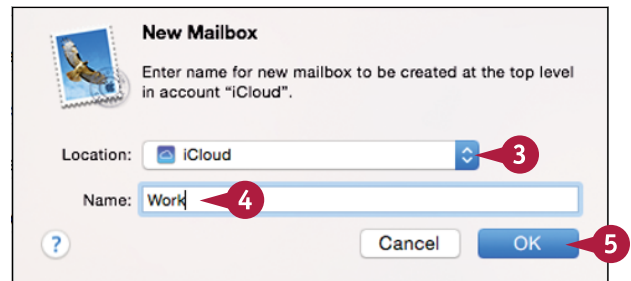 New Mailbox
Enter name for new mailbox to be created at the top level
in account “iCloud”.
Location: iCloud 3
Name: Work 4
? Cancel OK 5